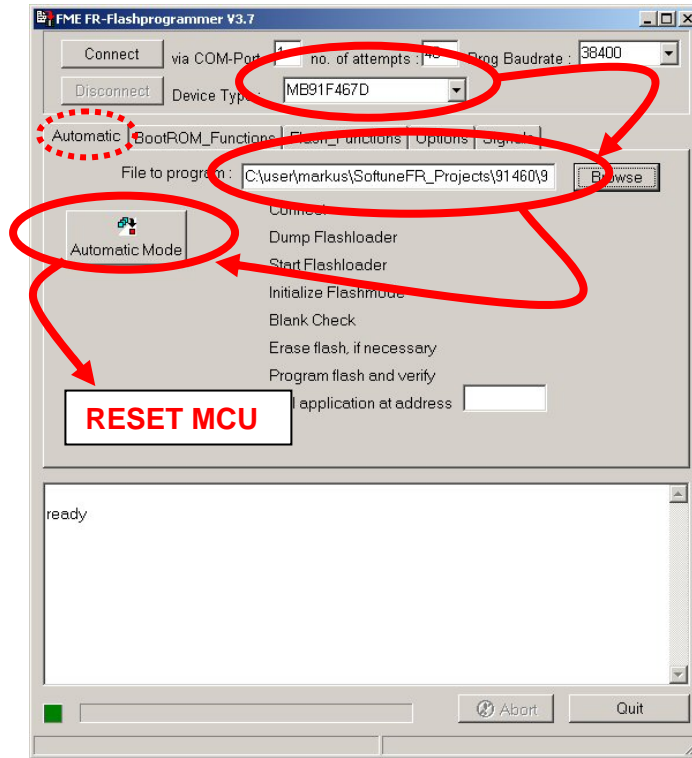 FME FR-Flashprogrammer V3.7
Connect via COM-Port no. of attempts : Prog Baudrate : 38400
Disconnect Device Type : MB91F467D
Automatic BootROM_Functions Flash_Functions Options Signals
File to program : C:\user\markus\SoftuneFR_Projects\91460\9 Browse
Connect
Automatic Mode
Dump Flashloader
Start Flashloader
Initialize Flashmode
Blank Check
Erase flash, if necessary
Program flash and verify
application at address
RESET MCU
ready
Abort Quit